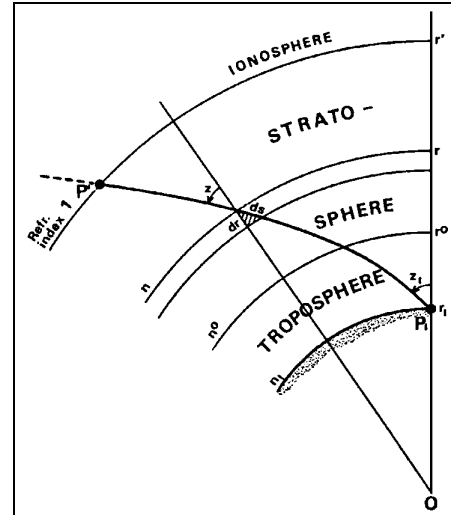 IONOSPHERE
r'
STRATO -
r
P'
Refr.
index 1
z
ds
dr
SPHERE
r⁰
n
z₁
n⁰
TROPOSPHERE
r₁
P₁
n₁
O